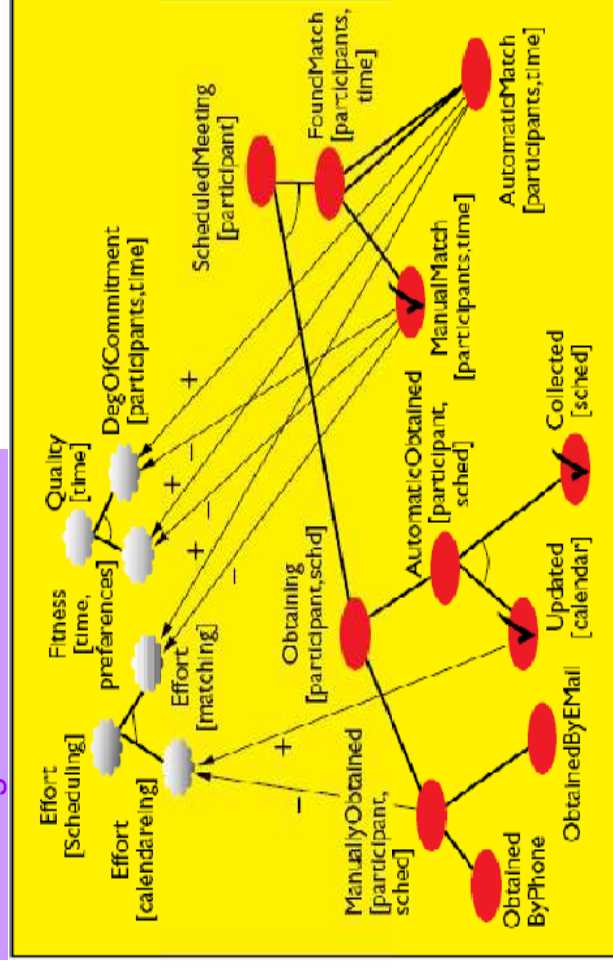 Effort
[Scheduling]
Effort
[calendareing]
Fitness
[time,
preferences]
Quality
[time]
DegOfCommitment
[participants,time]
Effort
[matching]
ScheduledMeeting
[participant]
FoundMatch
[participants,
time]
AutomaticMatch
[participants,time]
ManualMatch
[participants,time]
Obtaining
[participant,schd]
AutomaticObtained
[participant,
sched]
Collected
[sched]
Updated
[calendar]
ManuallyObtained
[participant,
sched]
ObtainedByEMail
Obtained
ByPhone
+
−
+
−
+
−
+
−